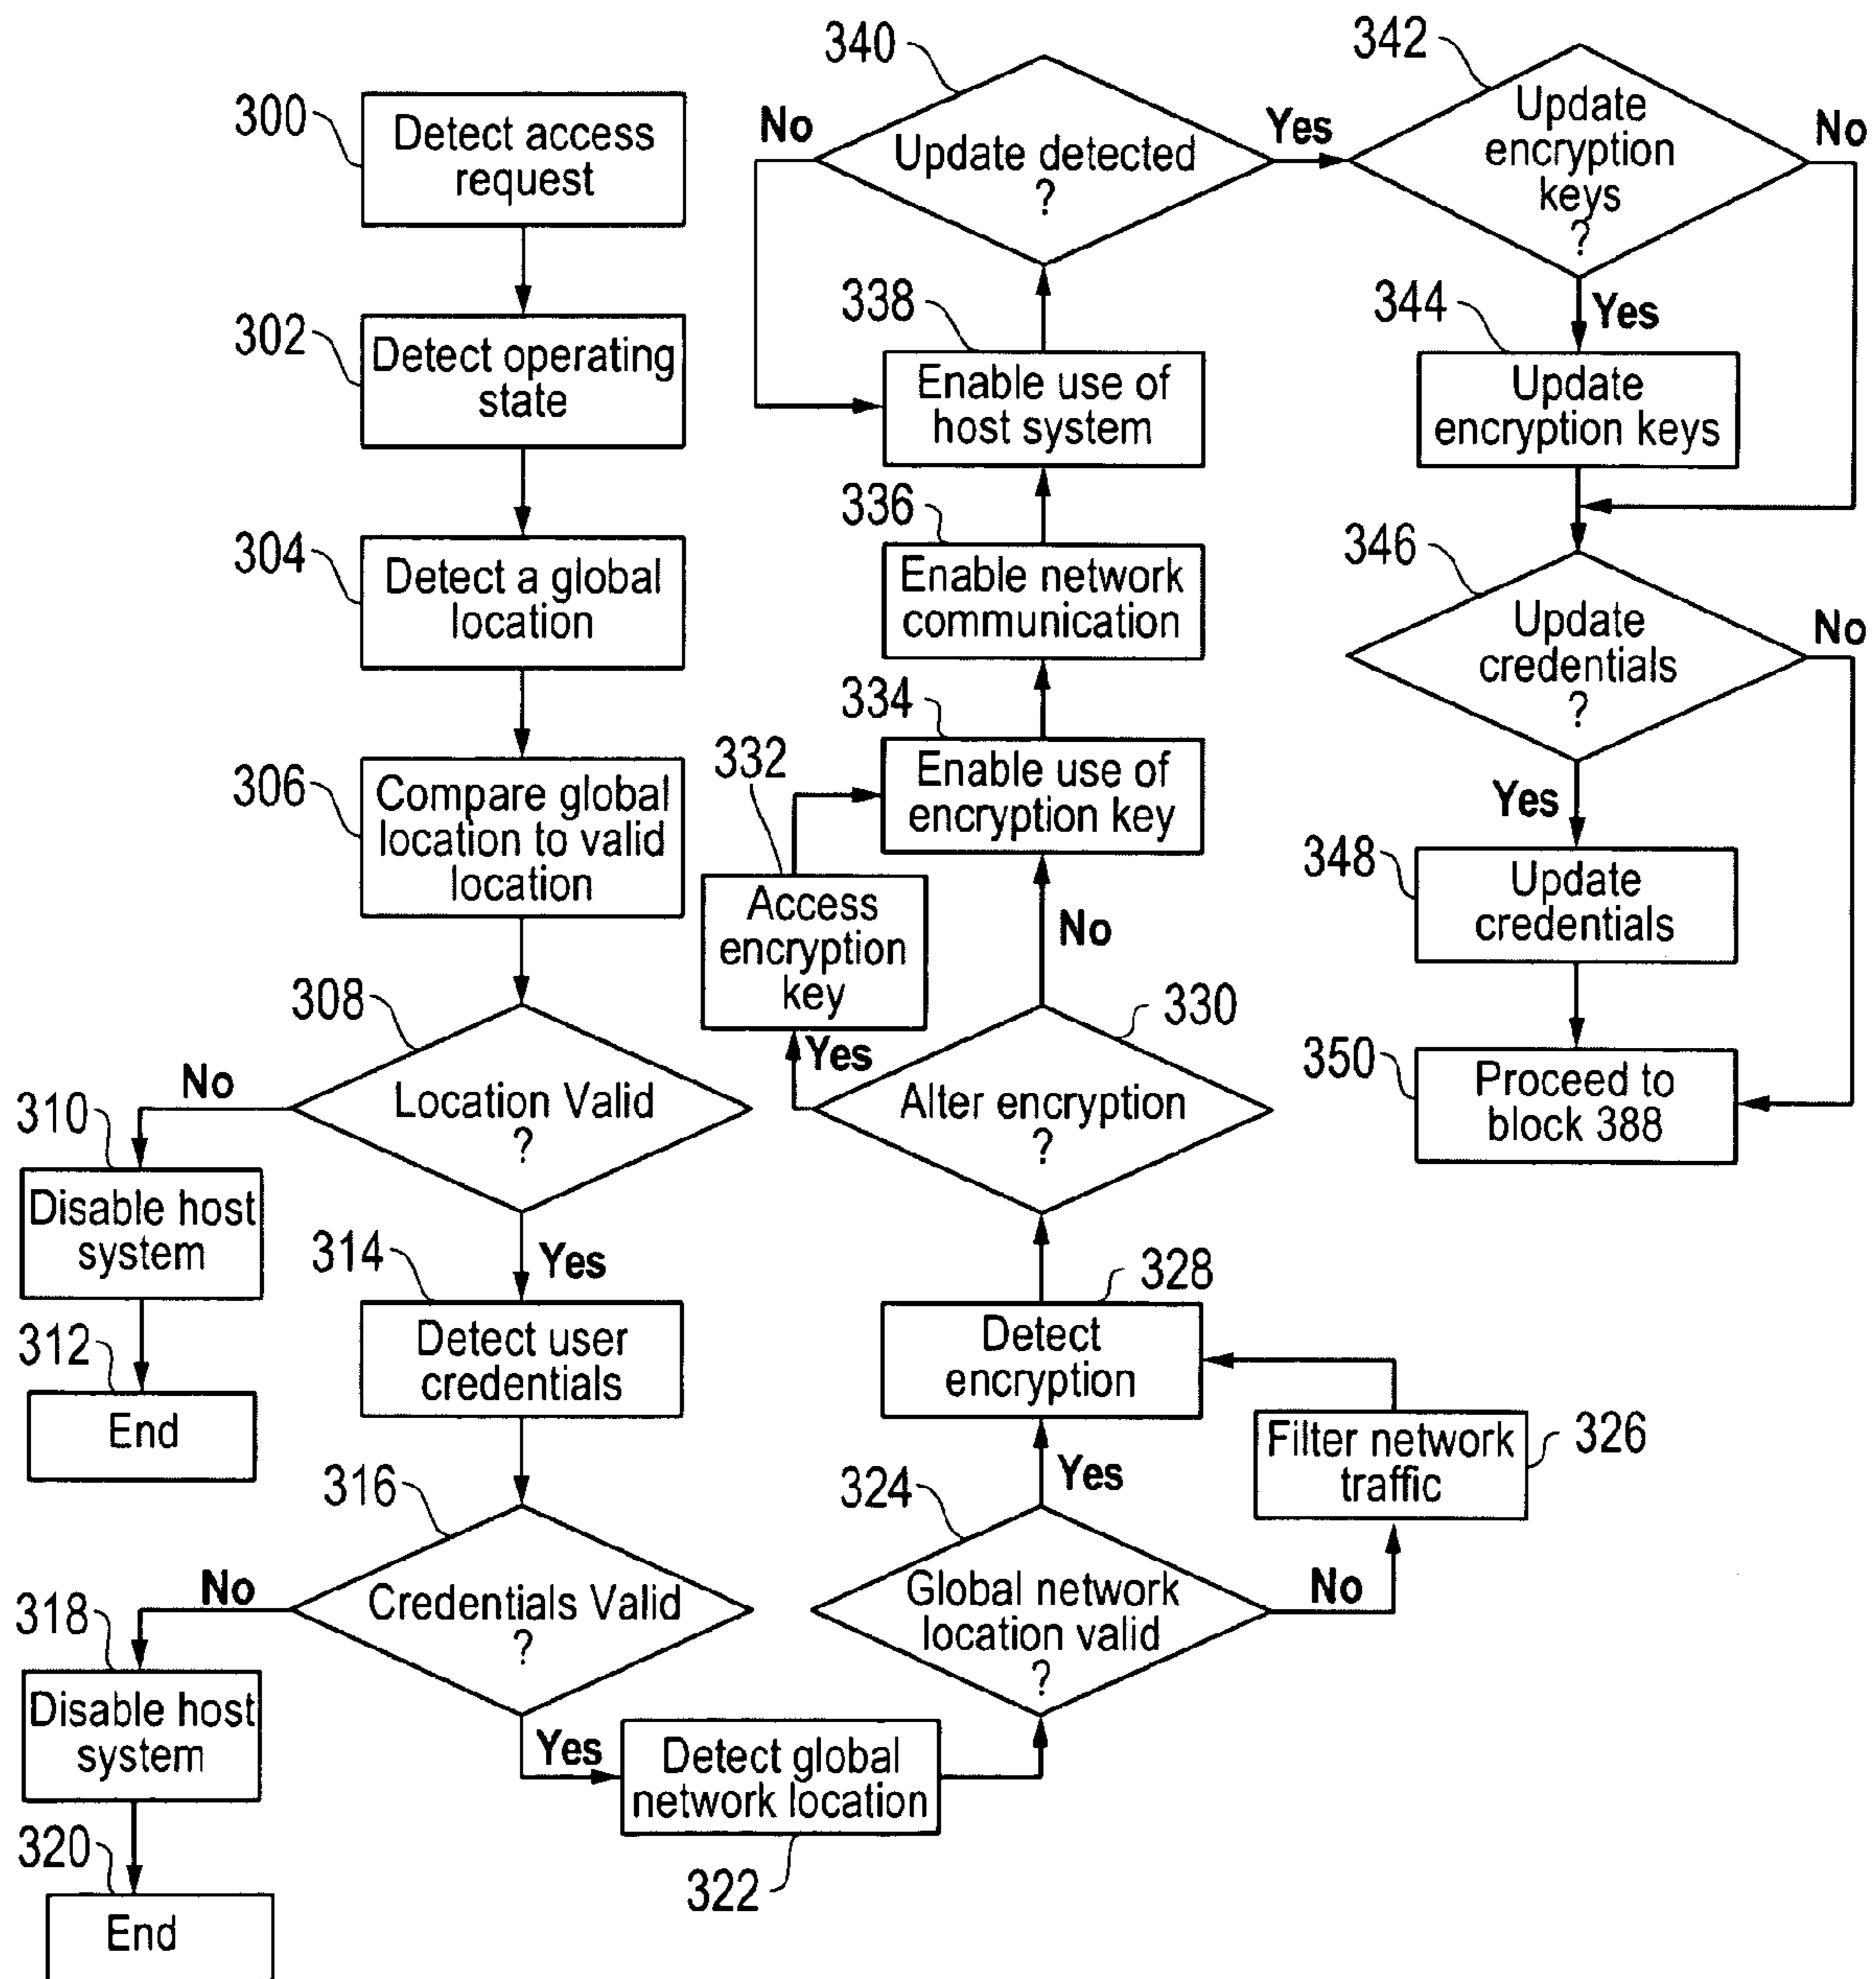 300
Detect access
request
302
Detect operating
state
304
Detect a global
location
306
Compare global
location to valid
location
308
Location Valid
?
No
310
Disable host
system
312
End
Yes
314
Detect user
credentials
316
Credentials Valid
?
No
318
Disable host
system
320
End
Yes
Detect global
network location
322
324
Global network
location valid
?
No
Filter network
traffic
326
Yes
328
Detect
encryption
330
Alter encryption
?
Yes
332
Access
encryption
key
No
334
Enable use of
encryption key
336
Enable network
communication
338
Enable use of
host system
340
Update detected
?
No
Yes
342
Update
encryption
keys
?
No
Yes
344
Update
encryption keys
346
Update
credentials
?
No
Yes
348
Update
credentials
350
Proceed to
block 388